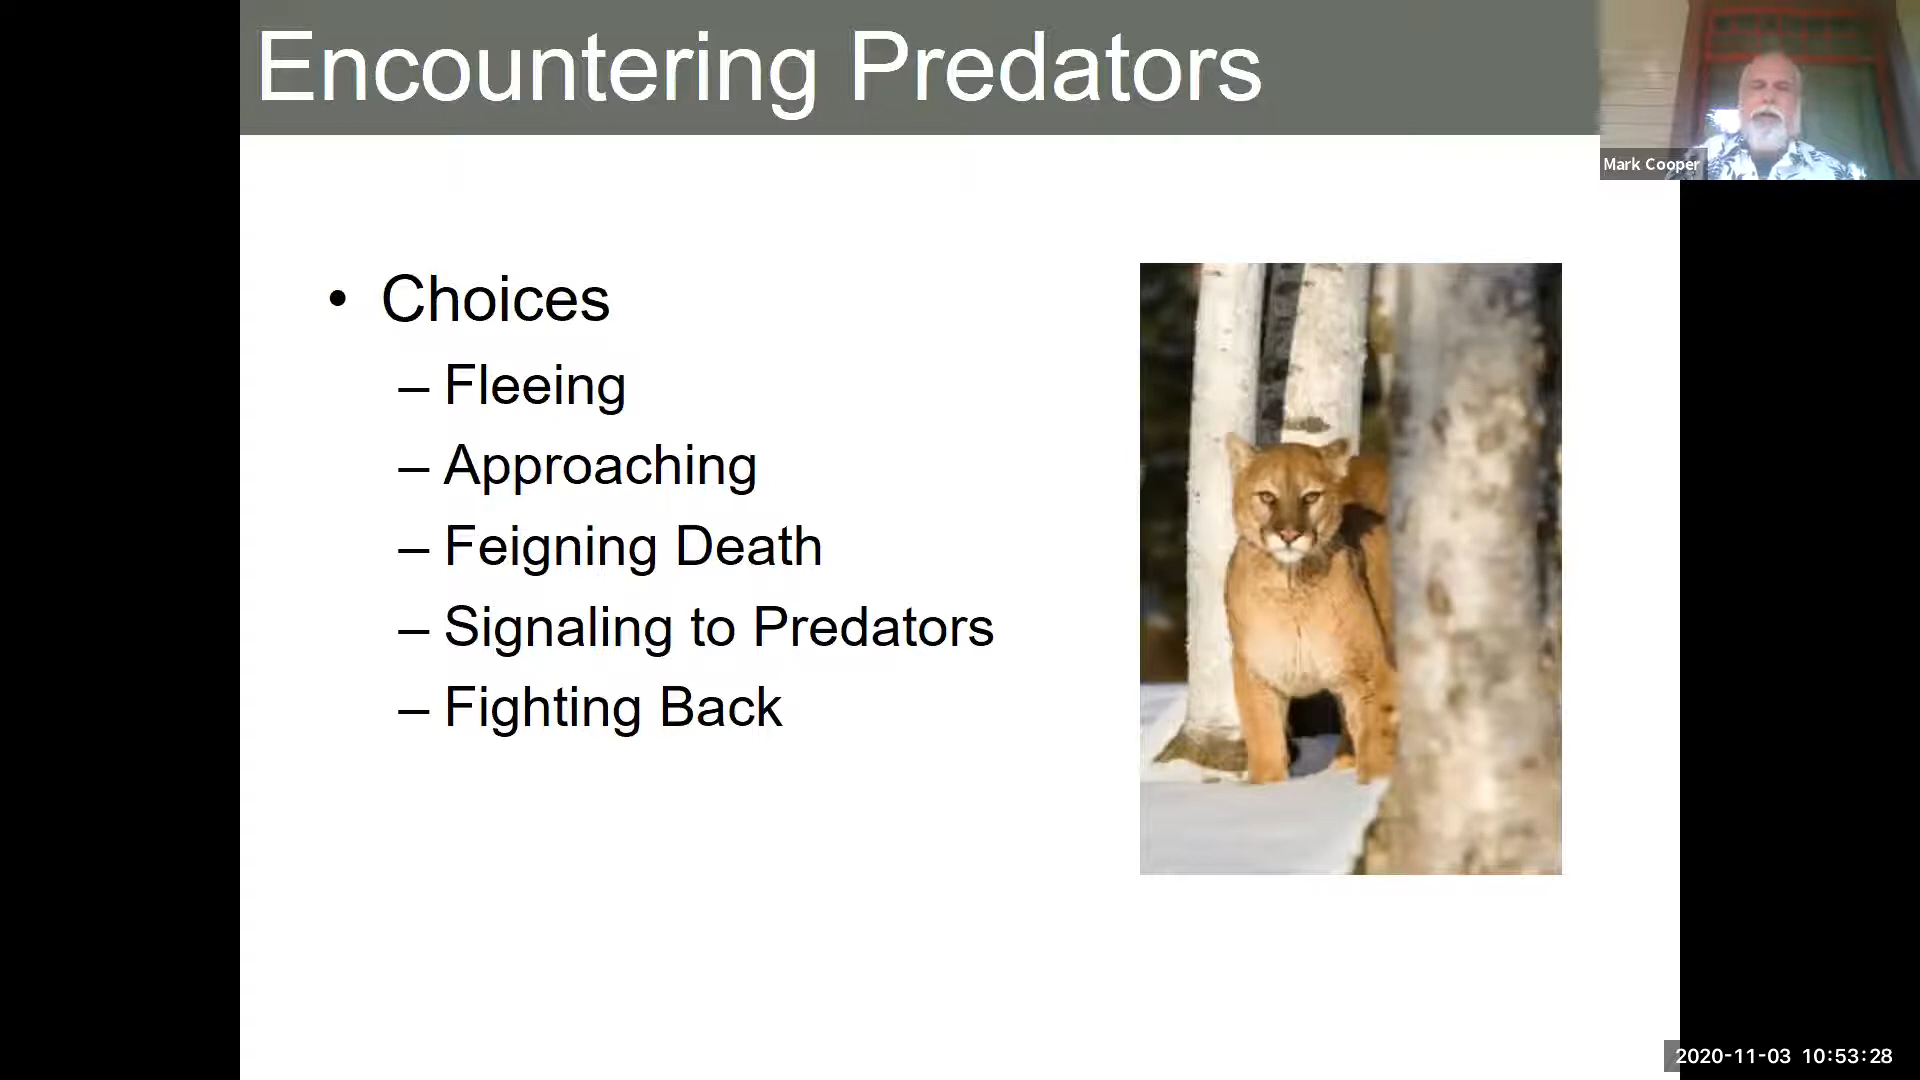 Encountering Predators
Mark Cooper
• Choices
– Fleeing
– Approaching
– Feigning Death
– Signaling to Predators
– Fighting Back
2020-11-03 10:53:28